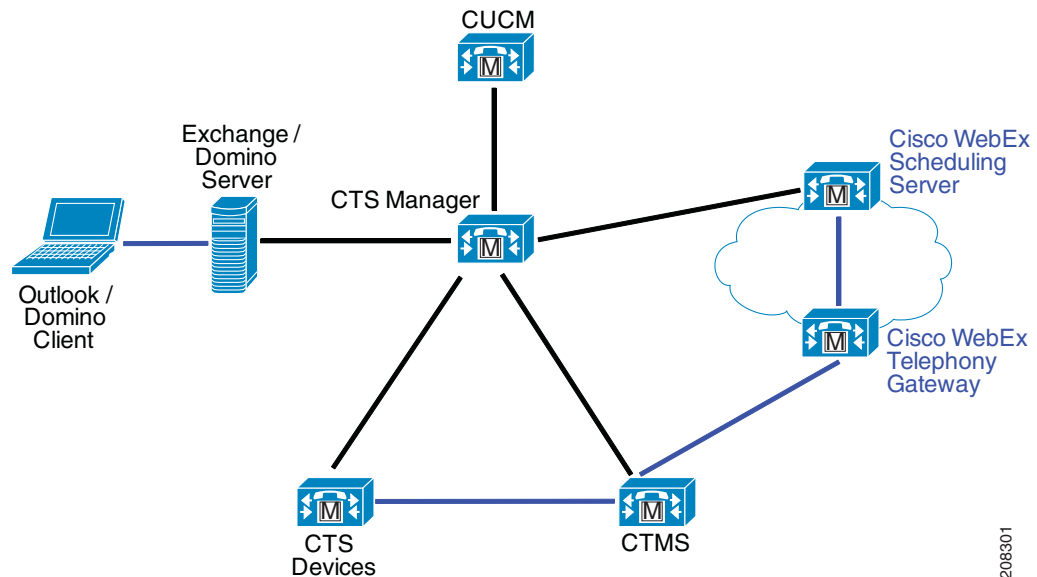 CUCM
M
Exchange /
Domino
Server
CTS Manager
M
Cisco WebEx
Scheduling
Server
M
Outlook /
Domino
Client
Cisco WebEx
Telephony
Gateway
M
M
CTS
Devices
M
CTMS
208301